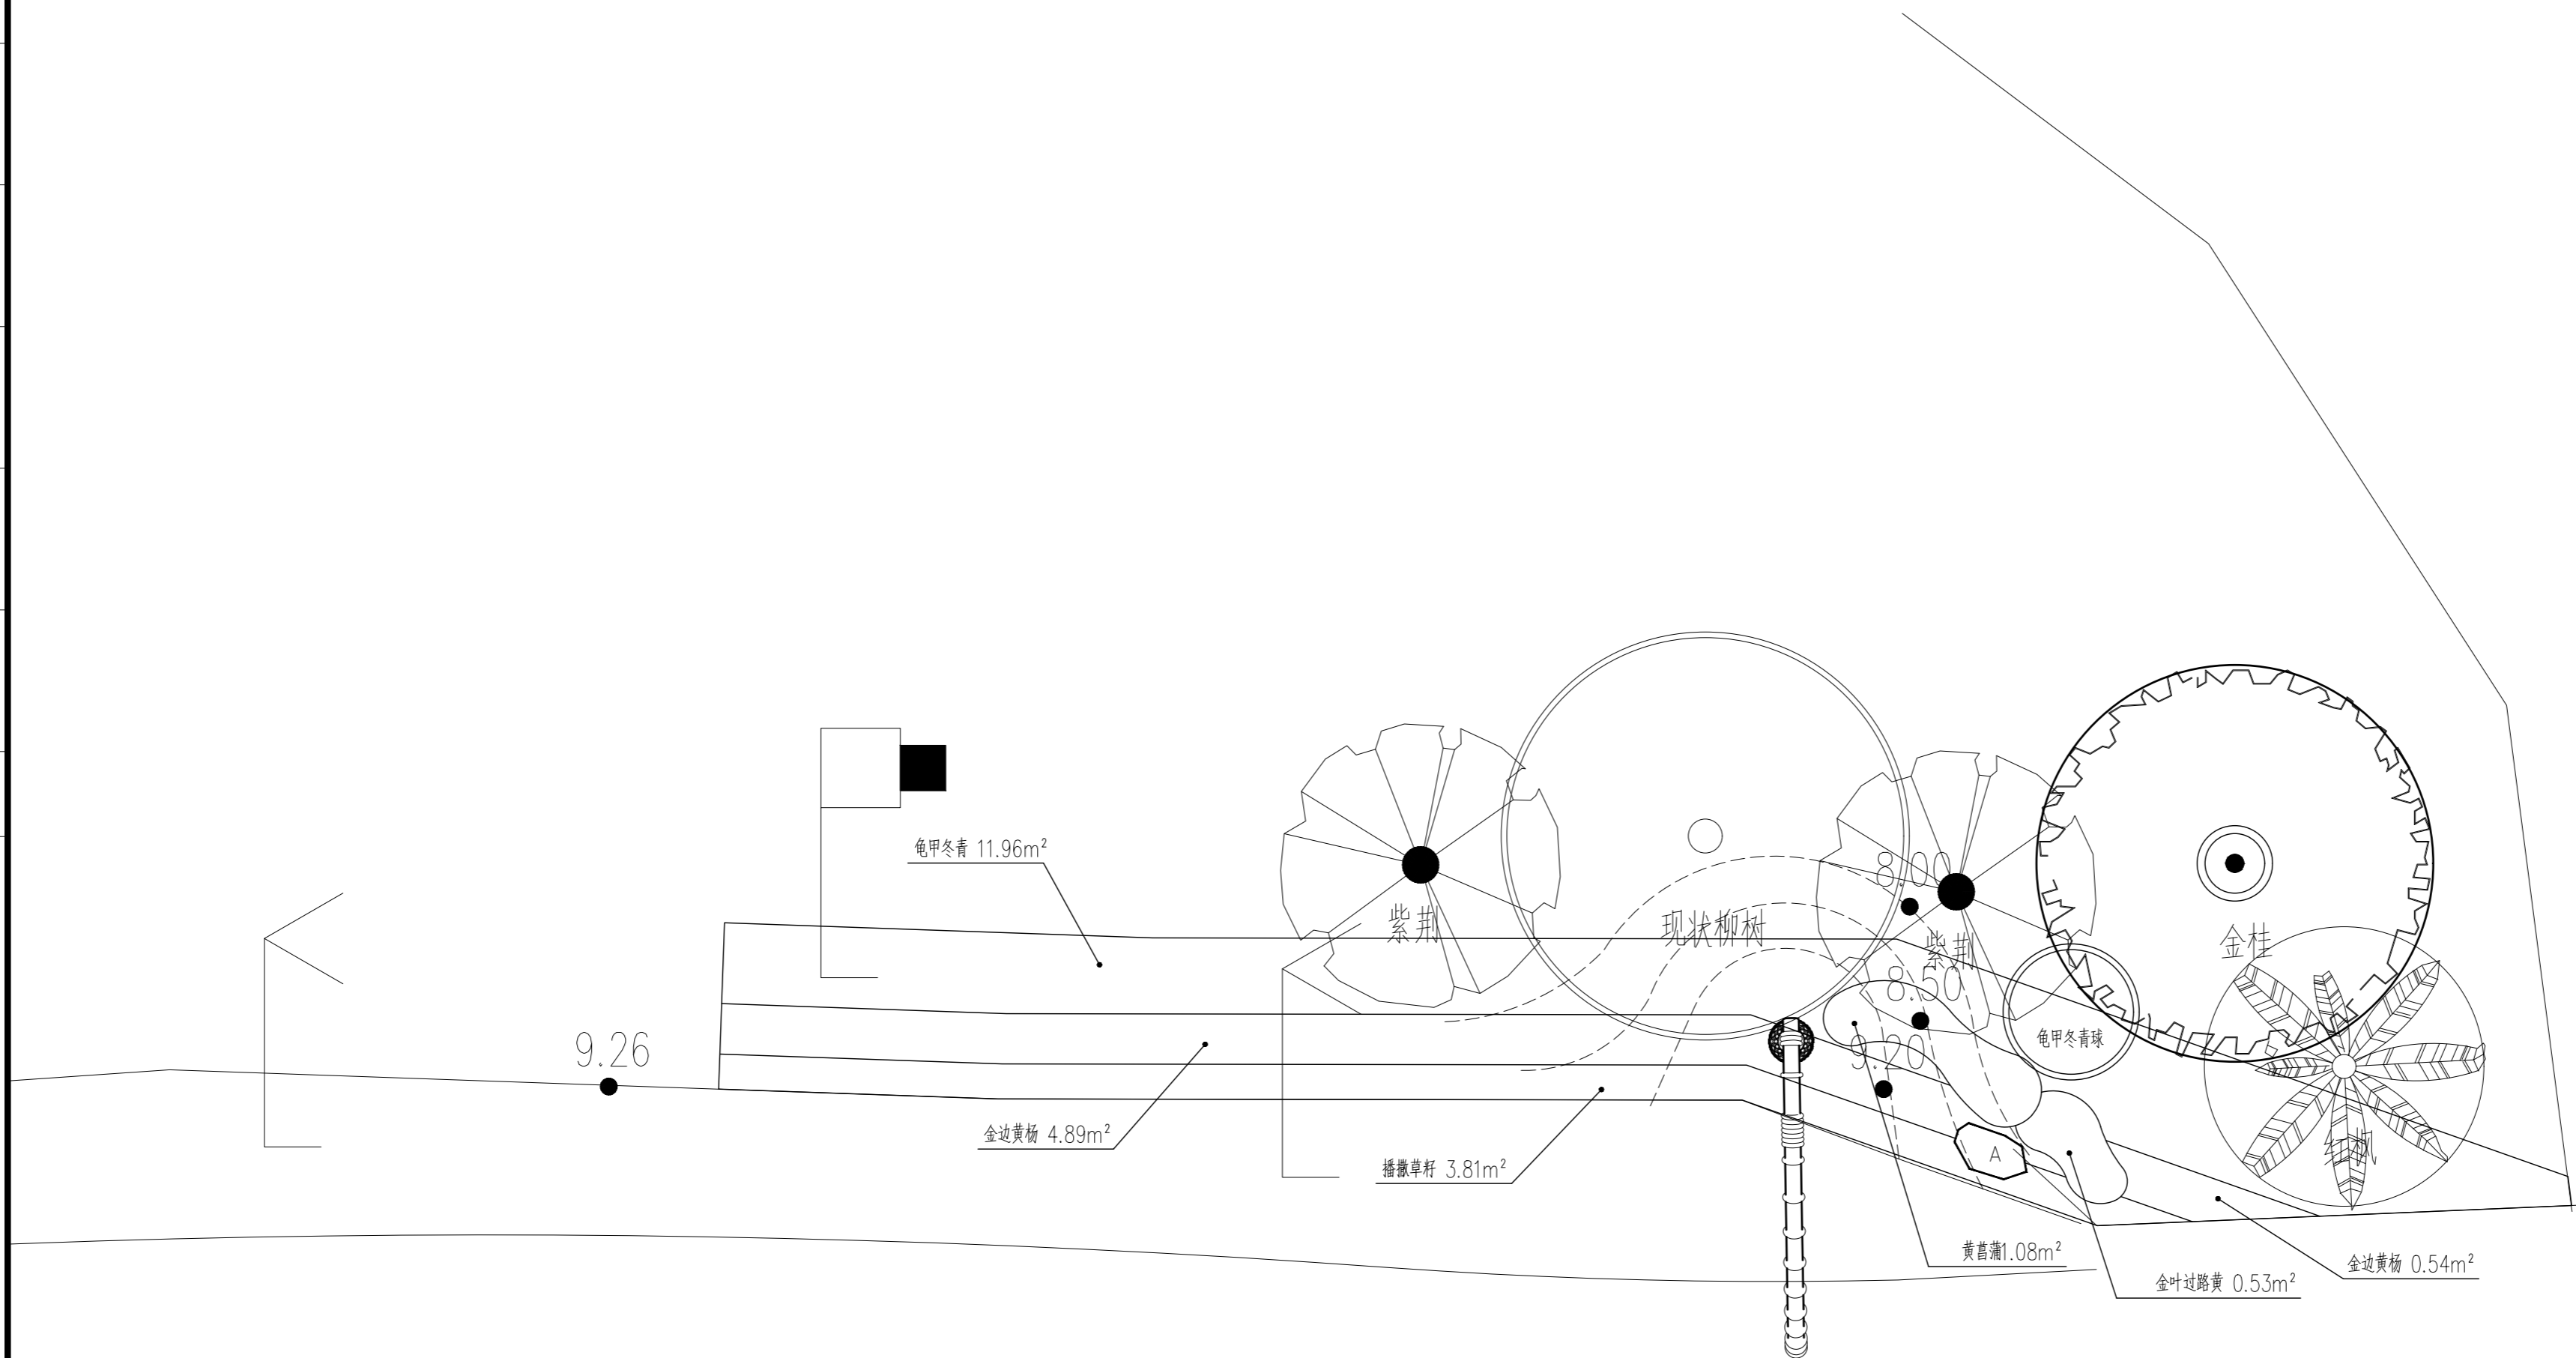 龟甲冬青 11.96m²
8.00
紫荆
现状柳树
紫荆
金桂
8.50
9.26
9.20
龟甲冬青球
金边黄杨 4.89m²
播撒草籽 3.81m²
A
红枫
黄菖蒲1.08m²
金边黄杨 0.54m²
金叶过路黄 0.53m²